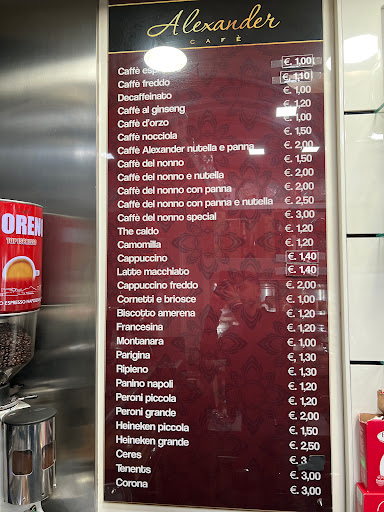 Alexander
CAFÈ
Caffè €. 1,00
Caffè freddo €. 1,10
Decaffeinato €. 1,00
Caffè al ginseng €. 1,20
Caffè d'orzo €. 1,00
Caffè nocciola €. 1,50
Caffè Alexander nutella e panna €. 2,00
Caffè del nonno €. 1,50
Caffè del nonno e nutella €. 2,00
Caffè del nonno con panna €. 2,00
Caffè del nonno con panna e nutella €. 2,50
Caffè del nonno special €. 3,00
The caldo €. 1,20
Camomilla €. 1,20
Cappuccino €. 1,40
Latte macchiato €. 1,40
Cappuccino freddo €. 2,00
Cornetti e briosce €. 1,00
Biscotto amerena €. 1,20
Francesina €. 1,20
Montanara €. 1,00
Parigina €. 1,30
Ripieno €. 1,30
Panino napoli €. 1,20
Peroni piccola €. 1,20
Peroni grande €. 2,00
Heineken piccola €. 1,50
Heineken grande €. 2,50
Ceres €. 3
Tenents €. 3,00
Corona €. 3,00
OREN
TOP ESPRESSO